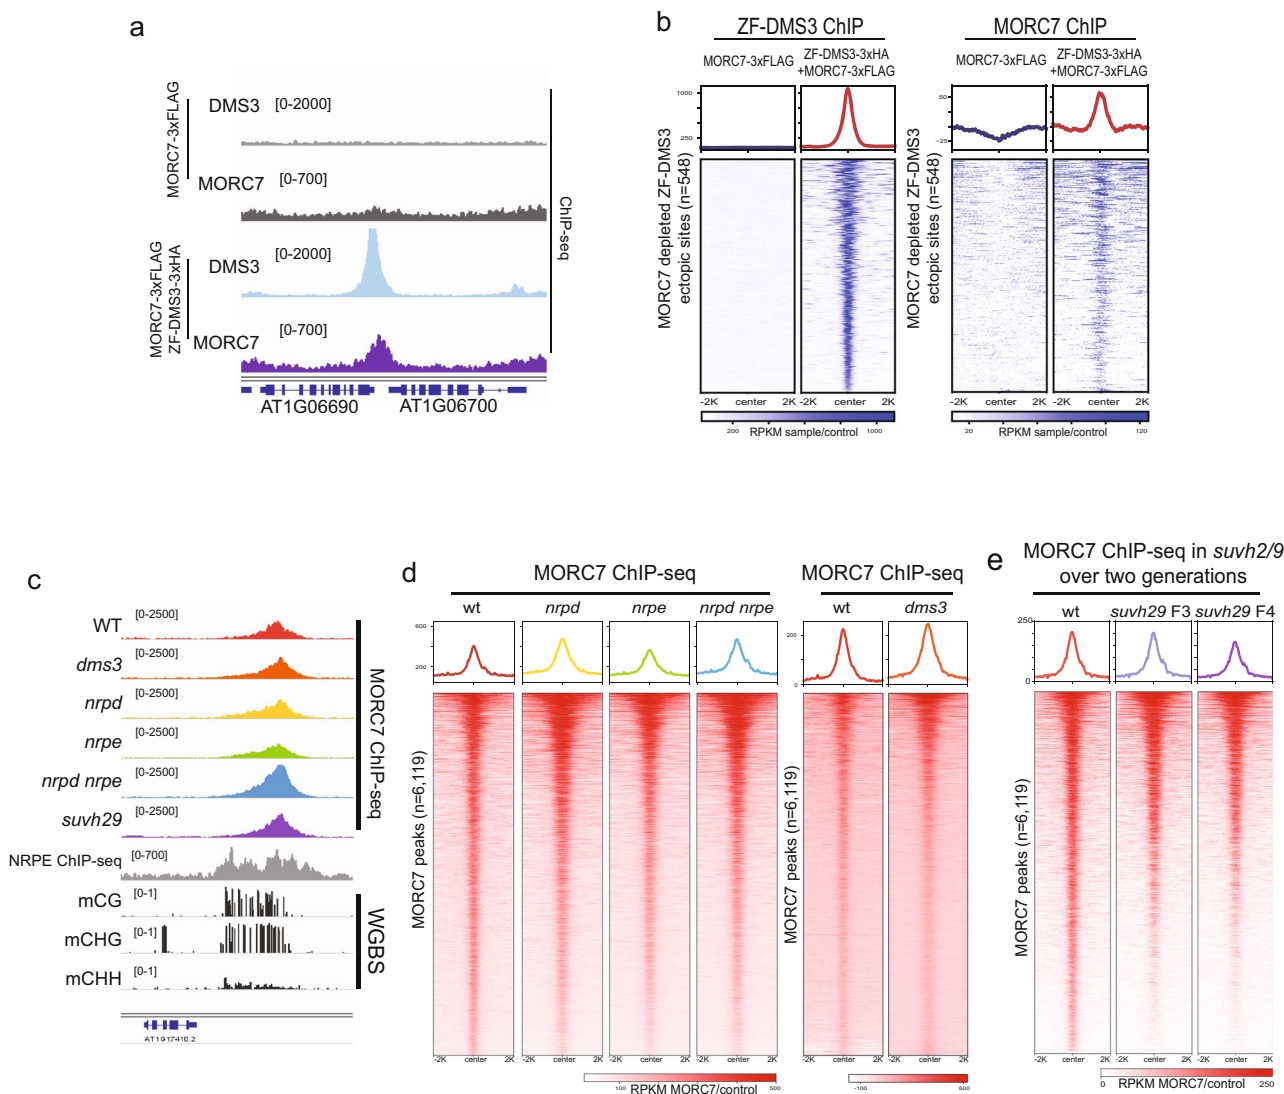 a
MORC7-3xFLAG
DMS3 [0-2000]
MORC7 [0-700]
MORC7-3xFLAG
ZF-DMS3-3xHA
DMS3 [0-2000]
MORC7 [0-700]
ChIP-seq
AT1G06690 AT1G06700
b
ZF-DMS3 ChIP
MORC7-3xFLAG
ZF-DMS3-3xHA
+MORC7-3xFLAG
1000
250
MORC7 depleted ZF-DMS3
ectopic sites (n=548)
-2K center 2K -2K center 2K
200 1000
RPKM sample/control
MORC7 ChIP
MORC7-3xFLAG
ZF-DMS3-3xHA
+MORC7-3xFLAG
50
-25
MORC7 depleted ZF-DMS3
ectopic sites (n=548)
-2K center 2K -2K center 2K
20 120
RPKM sample/control
c
WT [0-2500]
dms3 [0-2500]
nrpd [0-2500]
nrpe [0-2500]
nrpd nrpe [0-2500]
suvh29 [0-2500]
MORC7 ChIP-seq
NRPE ChIP-seq [0-700]
mCG [0-1]
mCHG [0-1]
mCHH [0-1]
WGBS
d
MORC7 ChIP-seq
wt nrpd nrpe nrpd nrpe
600
200
MORC7 peaks (n=6,119)
-2K center 2K -2K center 2K -2K center 2K -2K center 2K
100 500
RPKM MORC7/control
MORC7 ChIP-seq
wt dms3
200
0
MORC7 peaks (n=6,119)
-2K center 2K -2K center 2K
-100 600
e
MORC7 ChIP-seq in suvh2/9
over two generations
wt suvh29 F3 suvh29 F4
250
0
MORC7 peaks (n=6,119)
-2K center 2K -2K center 2K -2K center 2K
0 250
RPKM MORC7/control